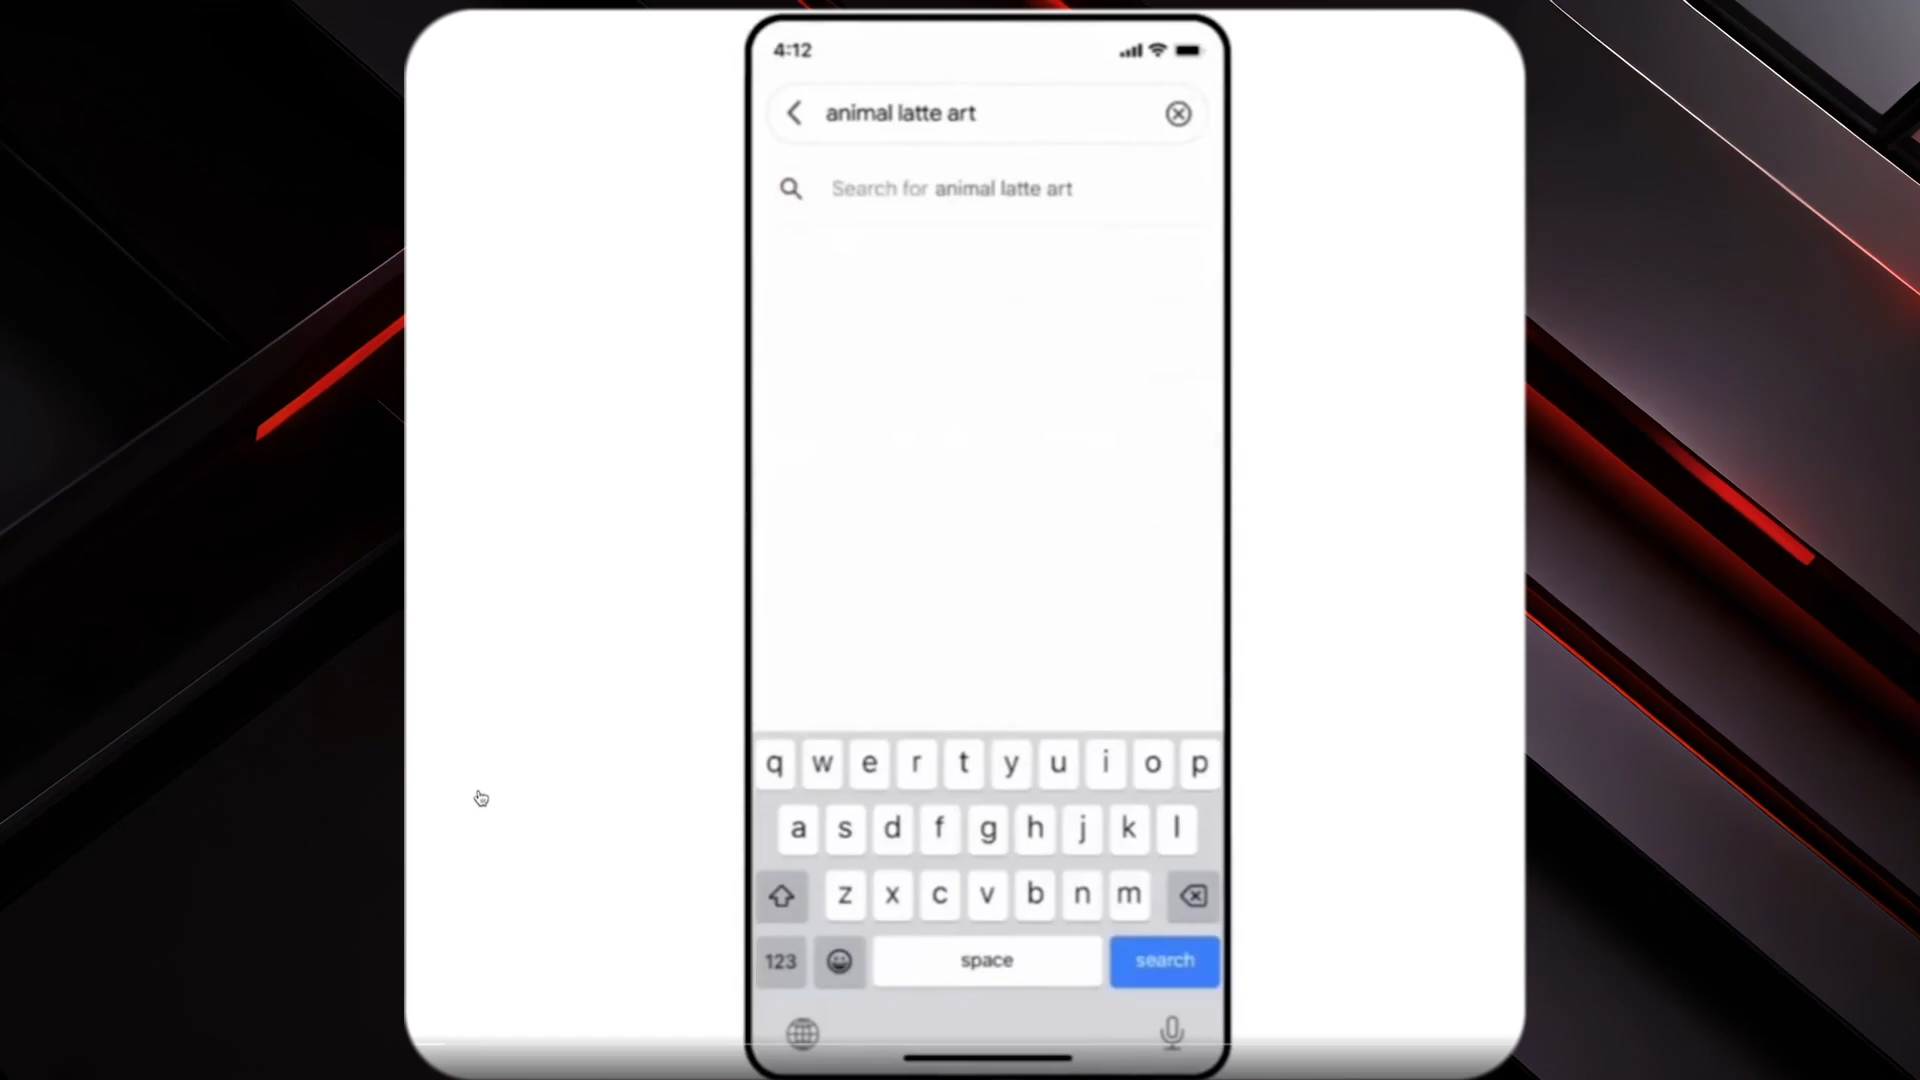 4:12
animal latte art
Search for animal latte art
q w e r t y u i o p
a s d f g h j k l
z x c v b n m
123 space search